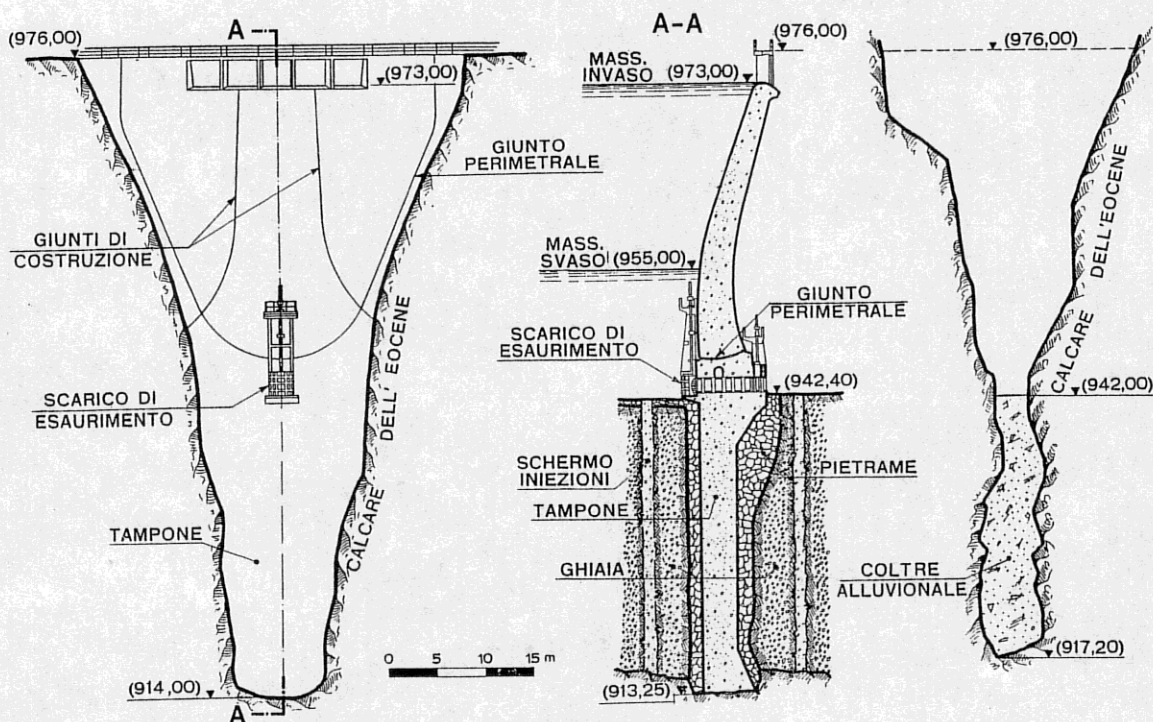 A
(976,00)
(973,00)
GIUNTO
PERIMETRALE
GIUNTI DI
COSTRUZIONE
SCARICO DI
ESAURIMENTO
DELL' EOCENE
CALCARE
TAMPONE
(914,00)
A
0 5 10 15 m
A-A
(976,00)
MASS.
INVASO
(973,00)
MASS.
SVASO (955,00)
GIUNTO
PERIMETRALE
SCARICO DI
ESAURIMENTO
(942,40)
SCHERMO
INIEZIONI
PIETRAME
TAMPONE
GHIAIA
(913,25)
(976,00)
CALCARE DELL'EOCENE
(942,00)
COLTRE
ALLUVIONALE
(917,20)